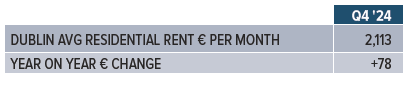 Q4 '24
DUBLIN AVG RESIDENTIAL RENT € PER MONTH 2,113
YEAR ON YEAR € CHANGE +78